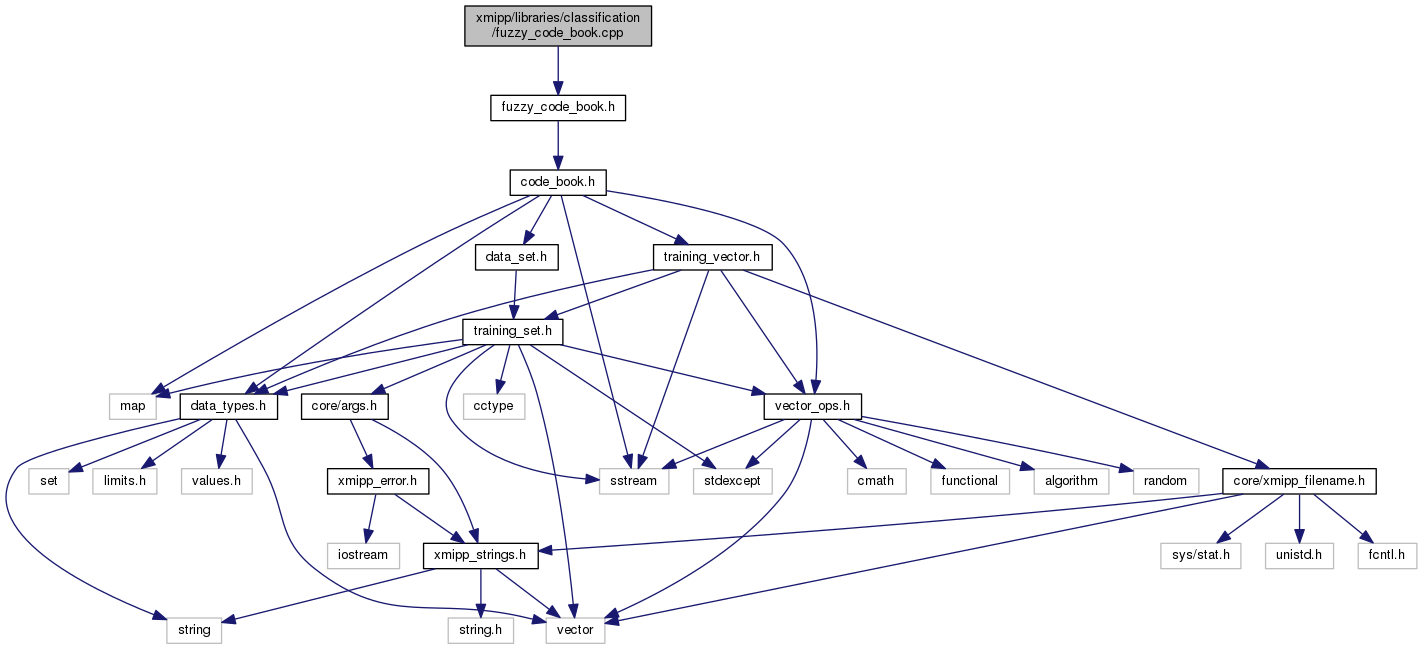 xmipp/libraries/classification
/fuzzy_code_book.cpp
fuzzy_code_book.h
code_book.h
data_set.h
training_vector.h
training_set.h
map
data_types.h
core/args.h
cctype
vector_ops.h
set
limits.h
values.h
xmipp_error.h
sstream
stdexcept
cmath
functional
algorithm
random
core/xmipp_filename.h
iostream
xmipp_strings.h
sys/stat.h
unistd.h
fcntl.h
string
string.h
vector